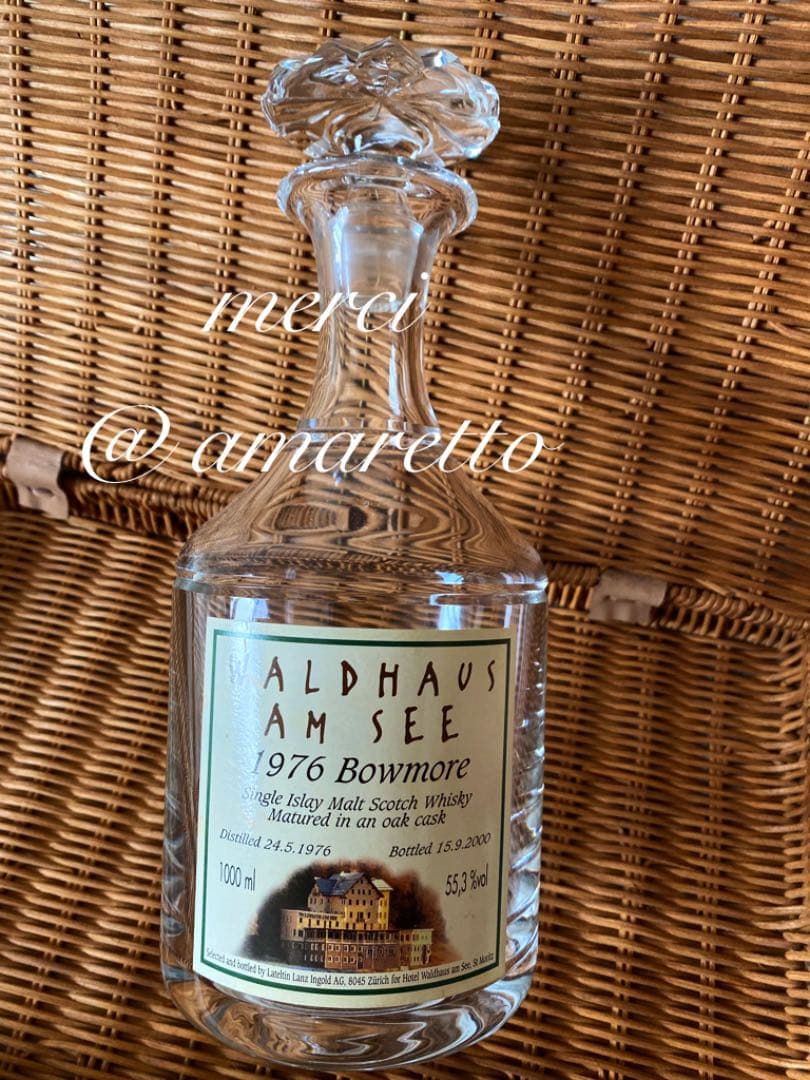 merci
@amaretto
WALDHAUS
AM SEE
1976 Bowmore
Single Islay Malt Scotch Whisky
Matured in an oak cask
Distilled 24.5.1976 Bottled 15.9.2000
1000 ml 55,3 %vol
Selected and bottled by Lateltin Lanz Ingold AG, 8045 Zürich for Hotel Waldhaus am See, St Moritz